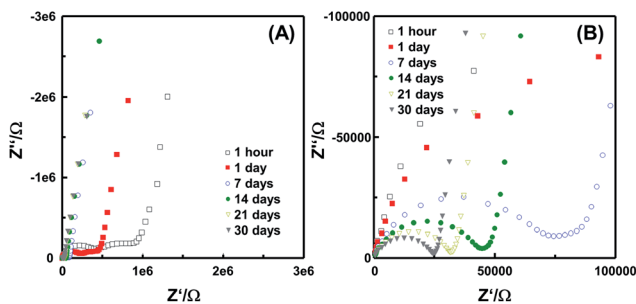 (A)
-3e6
-2e6
-1e6
0
0
1e6
2e6
3e6
Z''/Ω
Z'/Ω
1 hour
1 day
7 days
14 days
21 days
30 days
(B)
-100000
-50000
0
0
50000
100000
Z''/Ω
Z'/Ω
1 hour
1 day
7 days
14 days
21 days
30 days